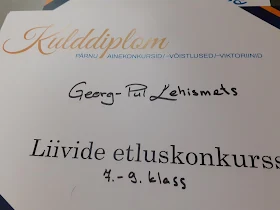 Kulddiplom
PÄRNU AINEKONKURSID/-VÕISTLUSED/-VIKTORIINID
Georg-Pul Lehismets
Liivide etluskonkurss
7.-9. klass